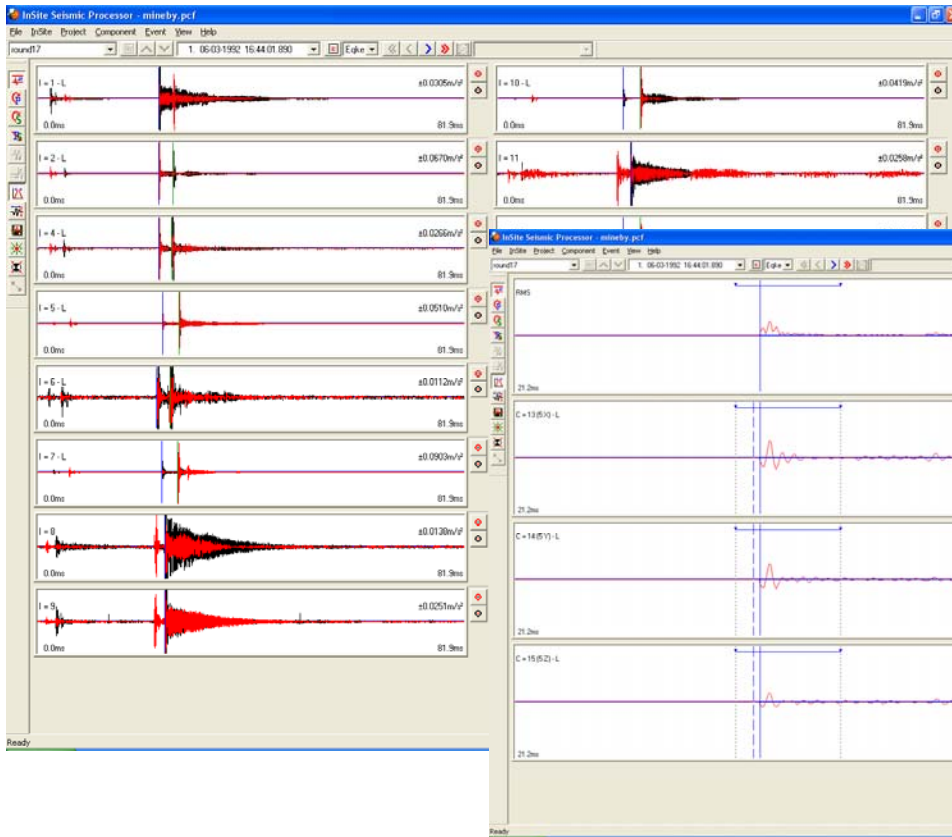 InSite Seismic Processor - mineby.pcf
File InSite Project Component Event View Help
round17
1. 06-03-1992 16:44:01.890
Eqke
I = 1 - L
±0.0305m/s²
0.0ms
81.9ms
I = 2 - L
±0.0670m/s²
0.0ms
81.9ms
I = 4 - L
±0.0266m/s²
0.0ms
81.9ms
I = 5 - L
±0.0510m/s²
0.0ms
81.9ms
I = 6 - L
±0.0112m/s²
0.0ms
81.9ms
I = 7 - L
±0.0903m/s²
0.0ms
81.9ms
I = 8
±0.0138m/s²
0.0ms
81.9ms
I = 9
±0.0251m/s²
0.0ms
81.9ms
Ready
I = 10 - L
±0.0419m/s²
0.0ms
81.9ms
I = 11
±0.0258m/s²
0.0ms
81.9ms
InSite Seismic Processor - mineby.pcf
File InSite Project Component Event View Help
round17
1. 06-03-1992 16:44:01.890
Eqke
RMS
21.2ms
C = 13 (5X) - L
21.2ms
C = 14 (5Y) - L
21.2ms
C = 15 (5Z) - L
21.2ms
Ready